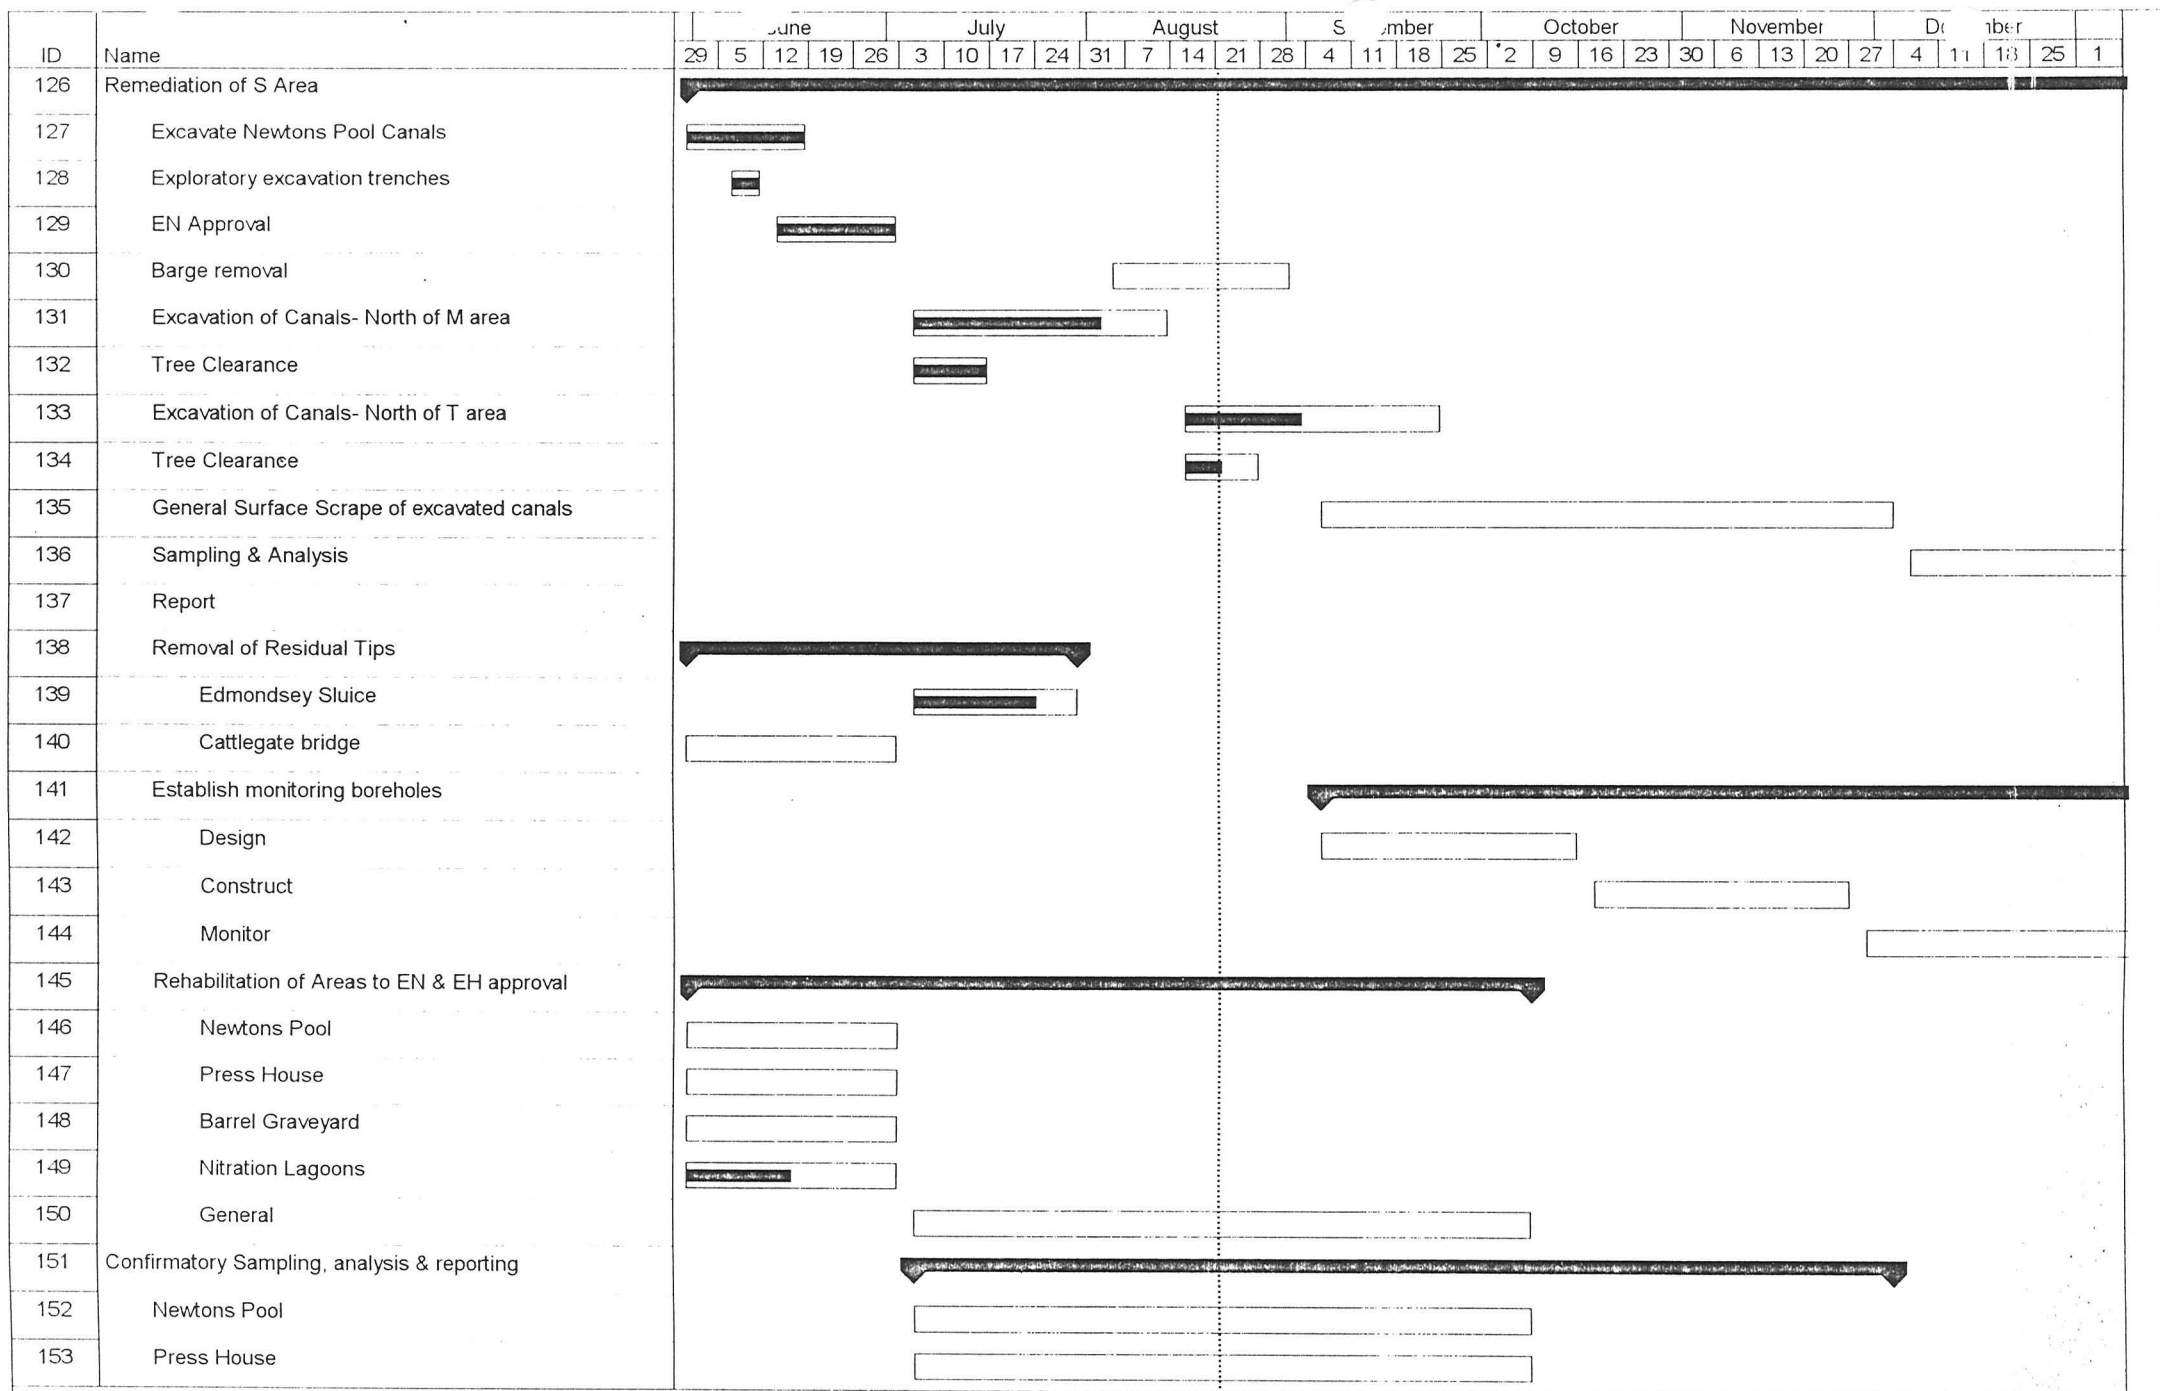 July August October November
ID Name 29 5 12 19 26 3 10 17 24 31 7 14 21 28 4 11 18 25 2 9 16 23 30 6 13 20 27 4 11 18 25 1
126 Remediation of S Area
127 Excavate Newtons Pool Canals
128 Exploratory excavation trenches
129 EN Approval
130 Barge removal
131 Excavation of Canals- North of M area
132 Tree Clearance
133 Excavation of Canals- North of T area
134 Tree Clearance
135 General Surface Scrape of excavated canals
136 Sampling & Analysis
137 Report
138 Removal of Residual Tips
139 Edmondsey Sluice
140 Cattlegate bridge
141 Establish monitoring boreholes
142 Design
143 Construct
144 Monitor
145 Rehabilitation of Areas to EN & EH approval
146 Newtons Pool
147 Press House
148 Barrel Graveyard
149 Nitration Lagoons
150 General
151 Confirmatory Sampling, analysis & reporting
152 Newtons Pool
153 Press House